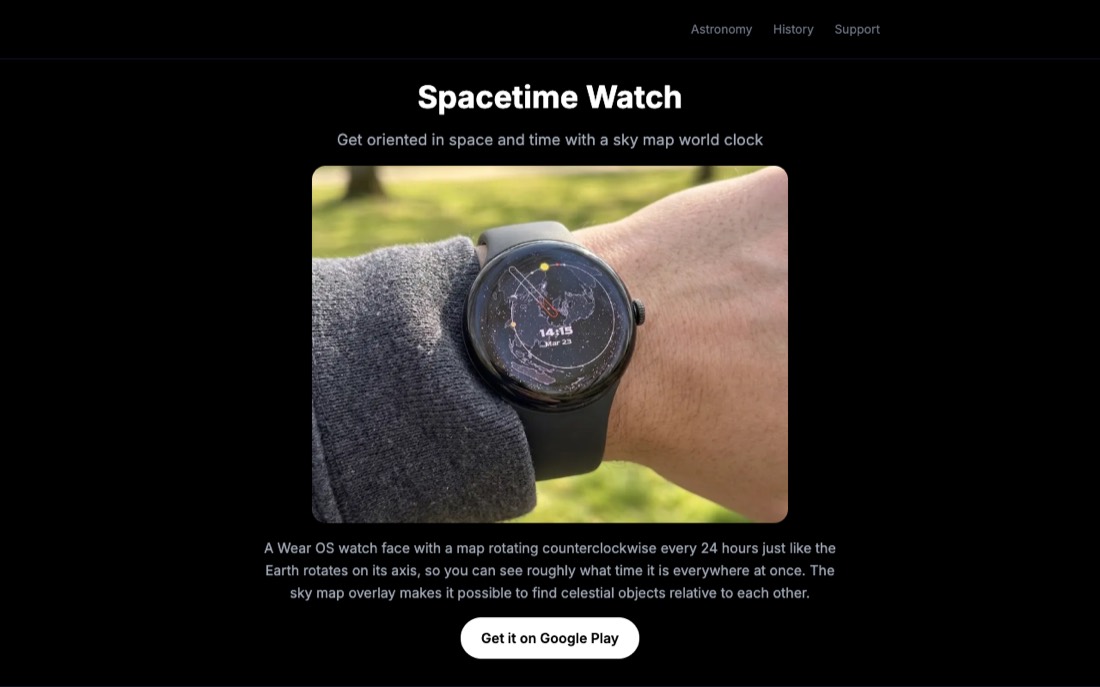 Astronomy History Support
Spacetime Watch
Get oriented in space and time with a sky map world clock
14:15
Mar 23
A Wear OS watch face with a map rotating counterclockwise every 24 hours just like the
Earth rotates on its axis, so you can see roughly what time it is everywhere at once. The
sky map overlay makes it possible to find celestial objects relative to each other.
Get it on Google Play